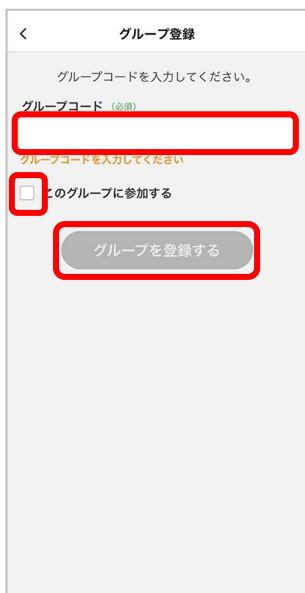 グループ登録
グループコードを入力してください。
グループコード (必須)
グループコードを入力してください
このグループに参加する
グループを登録する